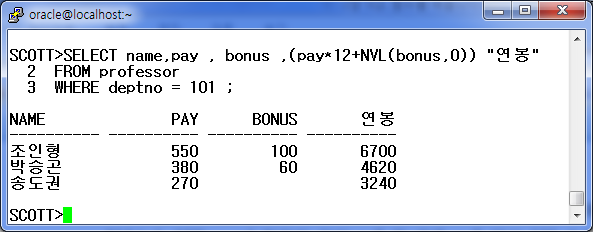 oracle@localhost:~
SCOTT>SELECT name,pay , bonus ,(pay*12+NVL(bonus,0)) "연봉"
2 FROM professor
3 WHERE deptno = 101 ;
NAME PAY BONUS 연봉
---------- ---------- ---------- ----------
조인형 550 100 6700
박승곤 380 60 4620
송도권 270 3240
SCOTT>